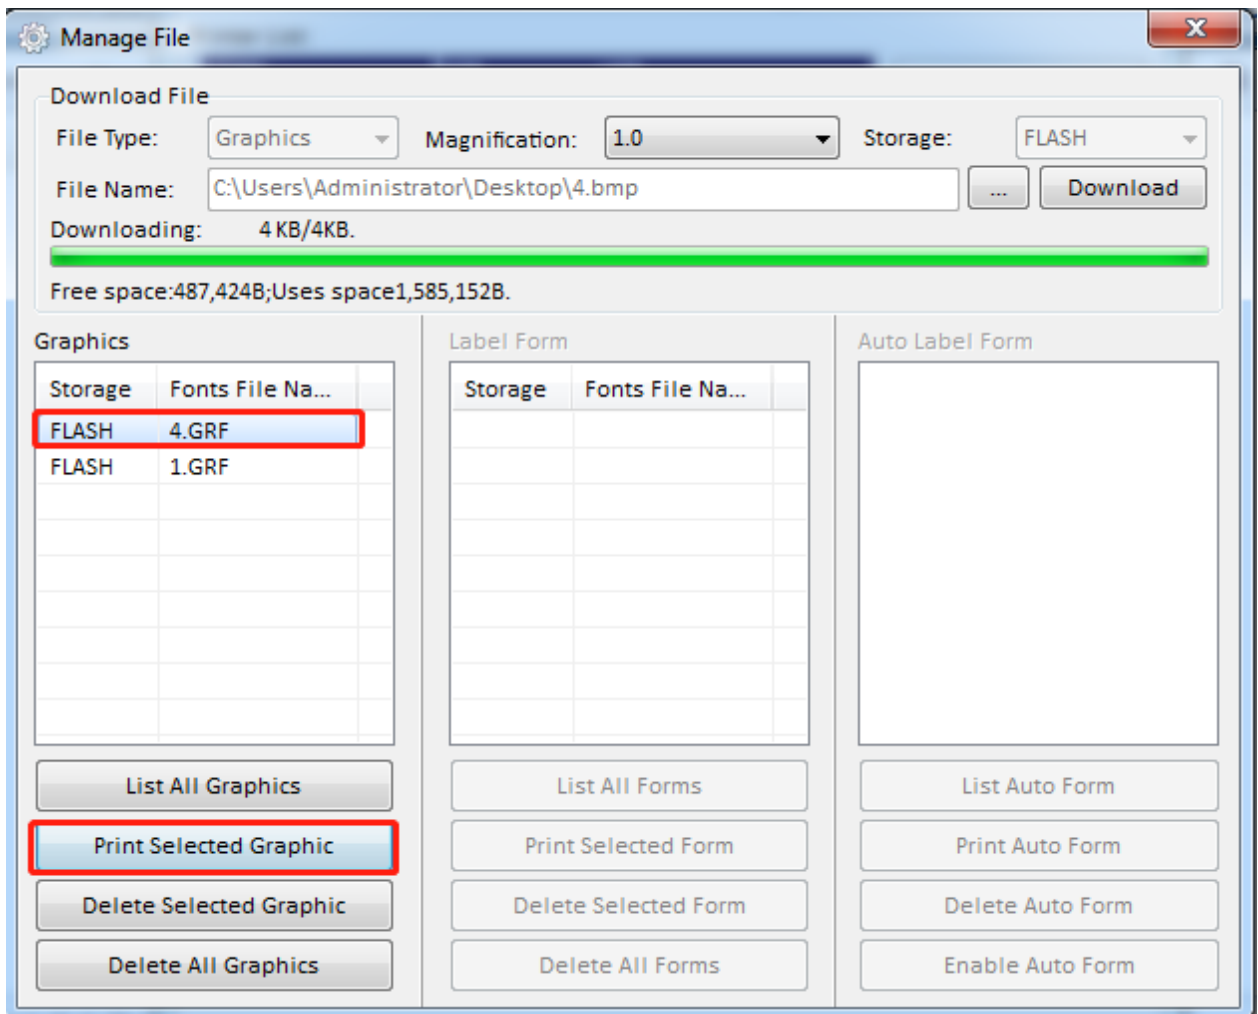 Manage File
Download File
File Type: Graphics Magnification: 1.0 Storage: FLASH
File Name: C:\Users\Administrator\Desktop\4.bmp ... Download
Downloading: 4 KB/4KB.
Free space:487,424B;Uses space1,585,152B.
Graphics Label Form Auto Label Form
Storage Fonts File Na... Storage Fonts File Na...
FLASH 4.GRF
FLASH 1.GRF
List All Graphics List All Forms List Auto Form
Print Selected Graphic Print Selected Form Print Auto Form
Delete Selected Graphic Delete Selected Form Delete Auto Form
Delete All Graphics Delete All Forms Enable Auto Form